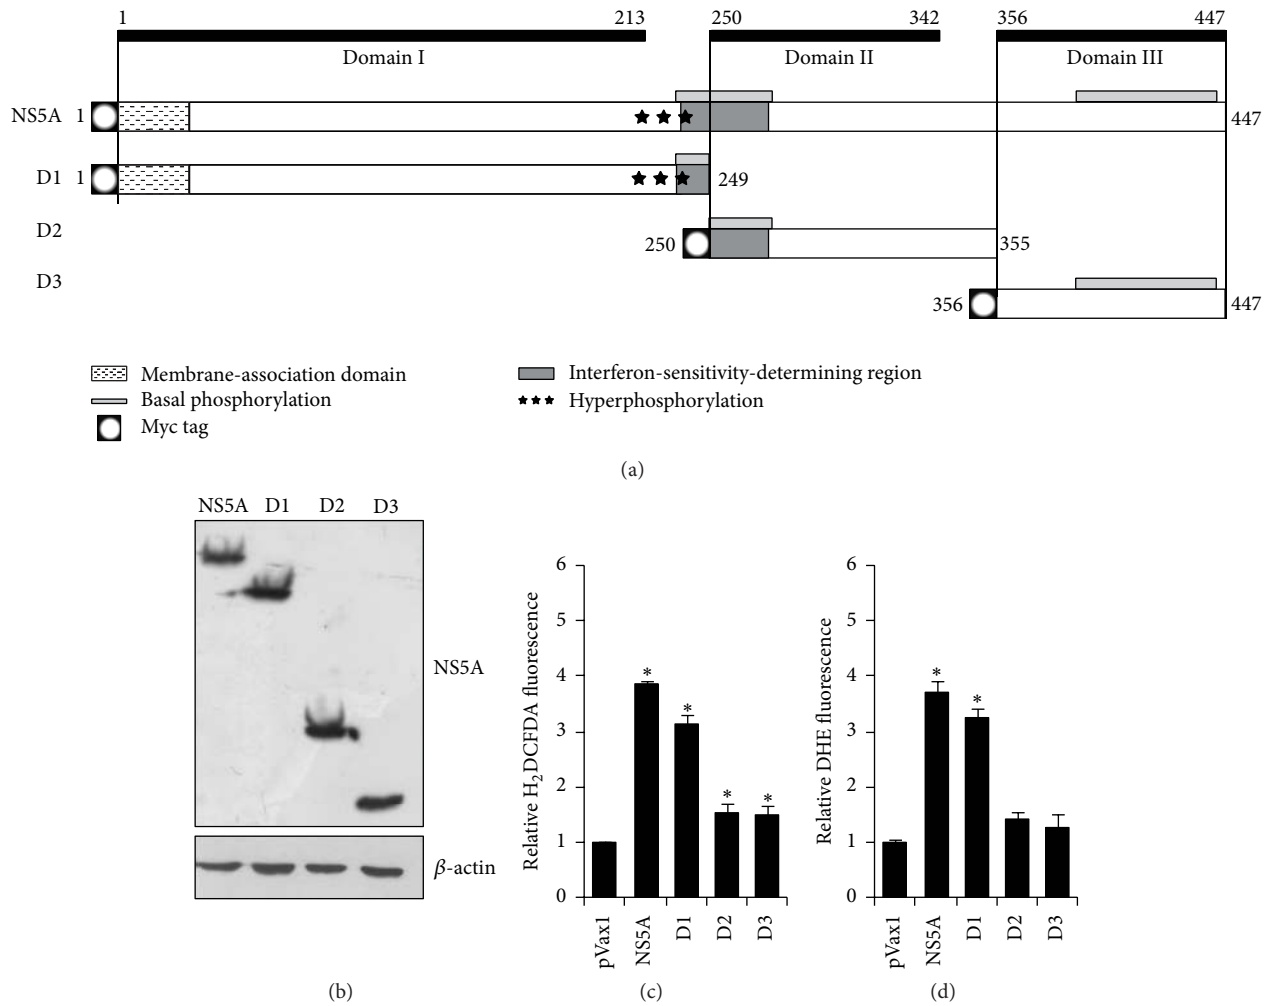 1 213 250 342 356 447
Domain I Domain II Domain III
NS5A 1 447
D1 1 249
D2 250 355
D3 356 447
Membrane-association domain
Basal phosphorylation
Myc tag
Interferon-sensitivity-determining region
Hyperphosphorylation
(a)
NS5A D1 D2 D3
NS5A
β-actin
(b)
Relative H₂DCFDA fluorescence
6
5
4
3
2
1
0
* * * *
pVax1 NS5A D1 D2 D3
(c)
Relative DHE fluorescence
6
5
4
3
2
1
0
* *
pVax1 NS5A D1 D2 D3
(d)